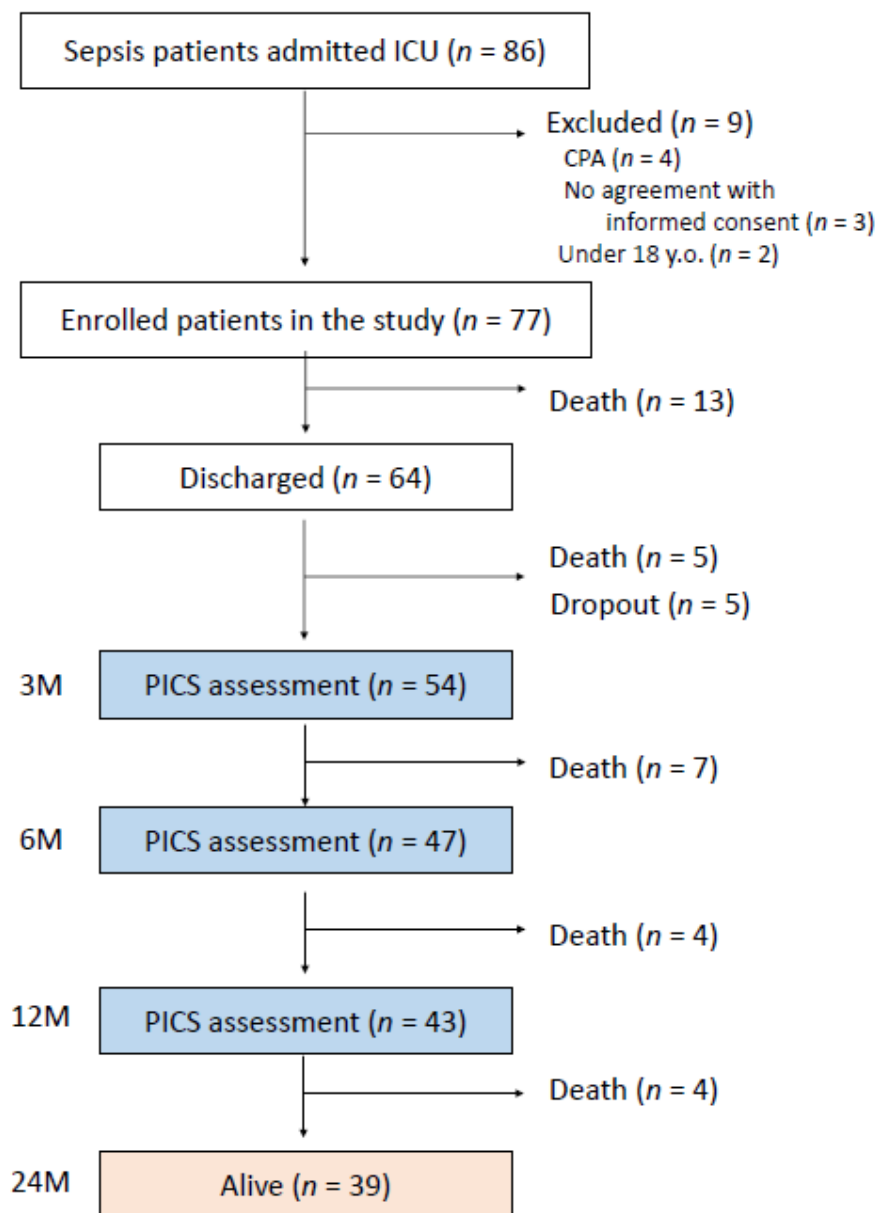 Sepsis patients admitted ICU (n = 86)
Excluded (n = 9)
CPA (n = 4)
No agreement with
informed consent (n = 3)
Under 18 y.o. (n = 2)
Enrolled patients in the study (n = 77)
Death (n = 13)
Discharged (n = 64)
Death (n = 5)
Dropout (n = 5)
3M PICS assessment (n = 54)
Death (n = 7)
6M PICS assessment (n = 47)
Death (n = 4)
12M PICS assessment (n = 43)
Death (n = 4)
24M Alive (n = 39)